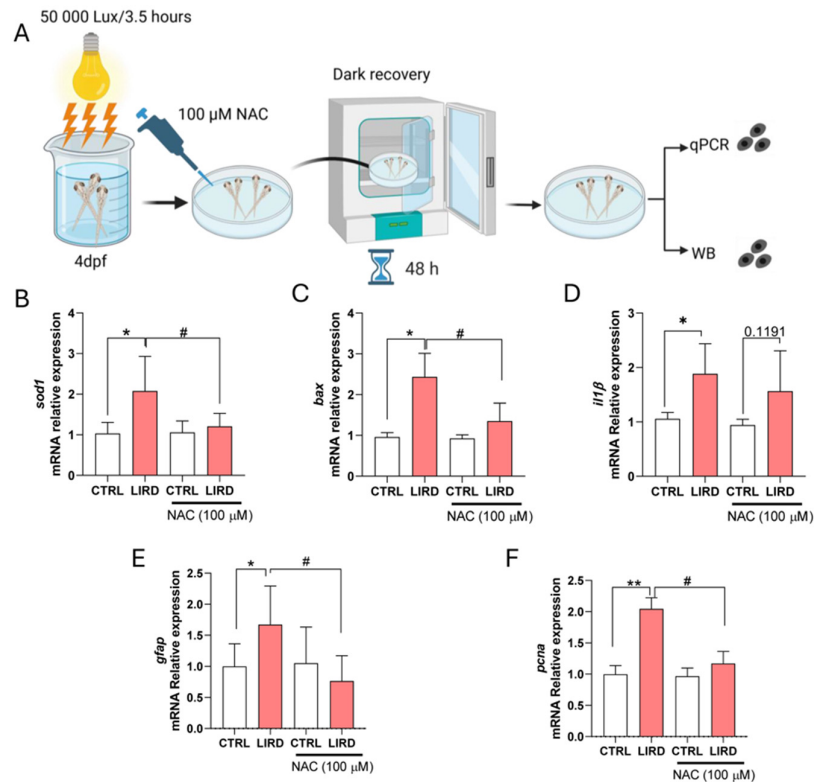 A
50 000 Lux/3.5 hours
100 µM NAC
Dark recovery
4dpf
48 h
qPCR
WB
B
sod1
mRNA relative expression
4
3
2
1
0
*
#
CTRL LIRD CTRL LIRD
NAC (100 µM)
C
bax
mRNA relative expression
4
3
2
1
0
*
#
CTRL LIRD CTRL LIRD
NAC (100 µM)
D
il1β
mRNA relative expression
3
2
1
0
*
0.1191
CTRL LIRD CTRL LIRD
NAC (100 µM)
E
gfap
mRNA Relative expression
2.5
2.0
1.5
1.0
0.5
0.0
*
#
CTRL LIRD CTRL LIRD
NAC (100 µM)
F
pcna
mRNA Relative expression
2.5
2.0
1.5
1.0
0.5
0.0
**
#
CTRL LIRD CTRL LIRD
NAC (100 µM)